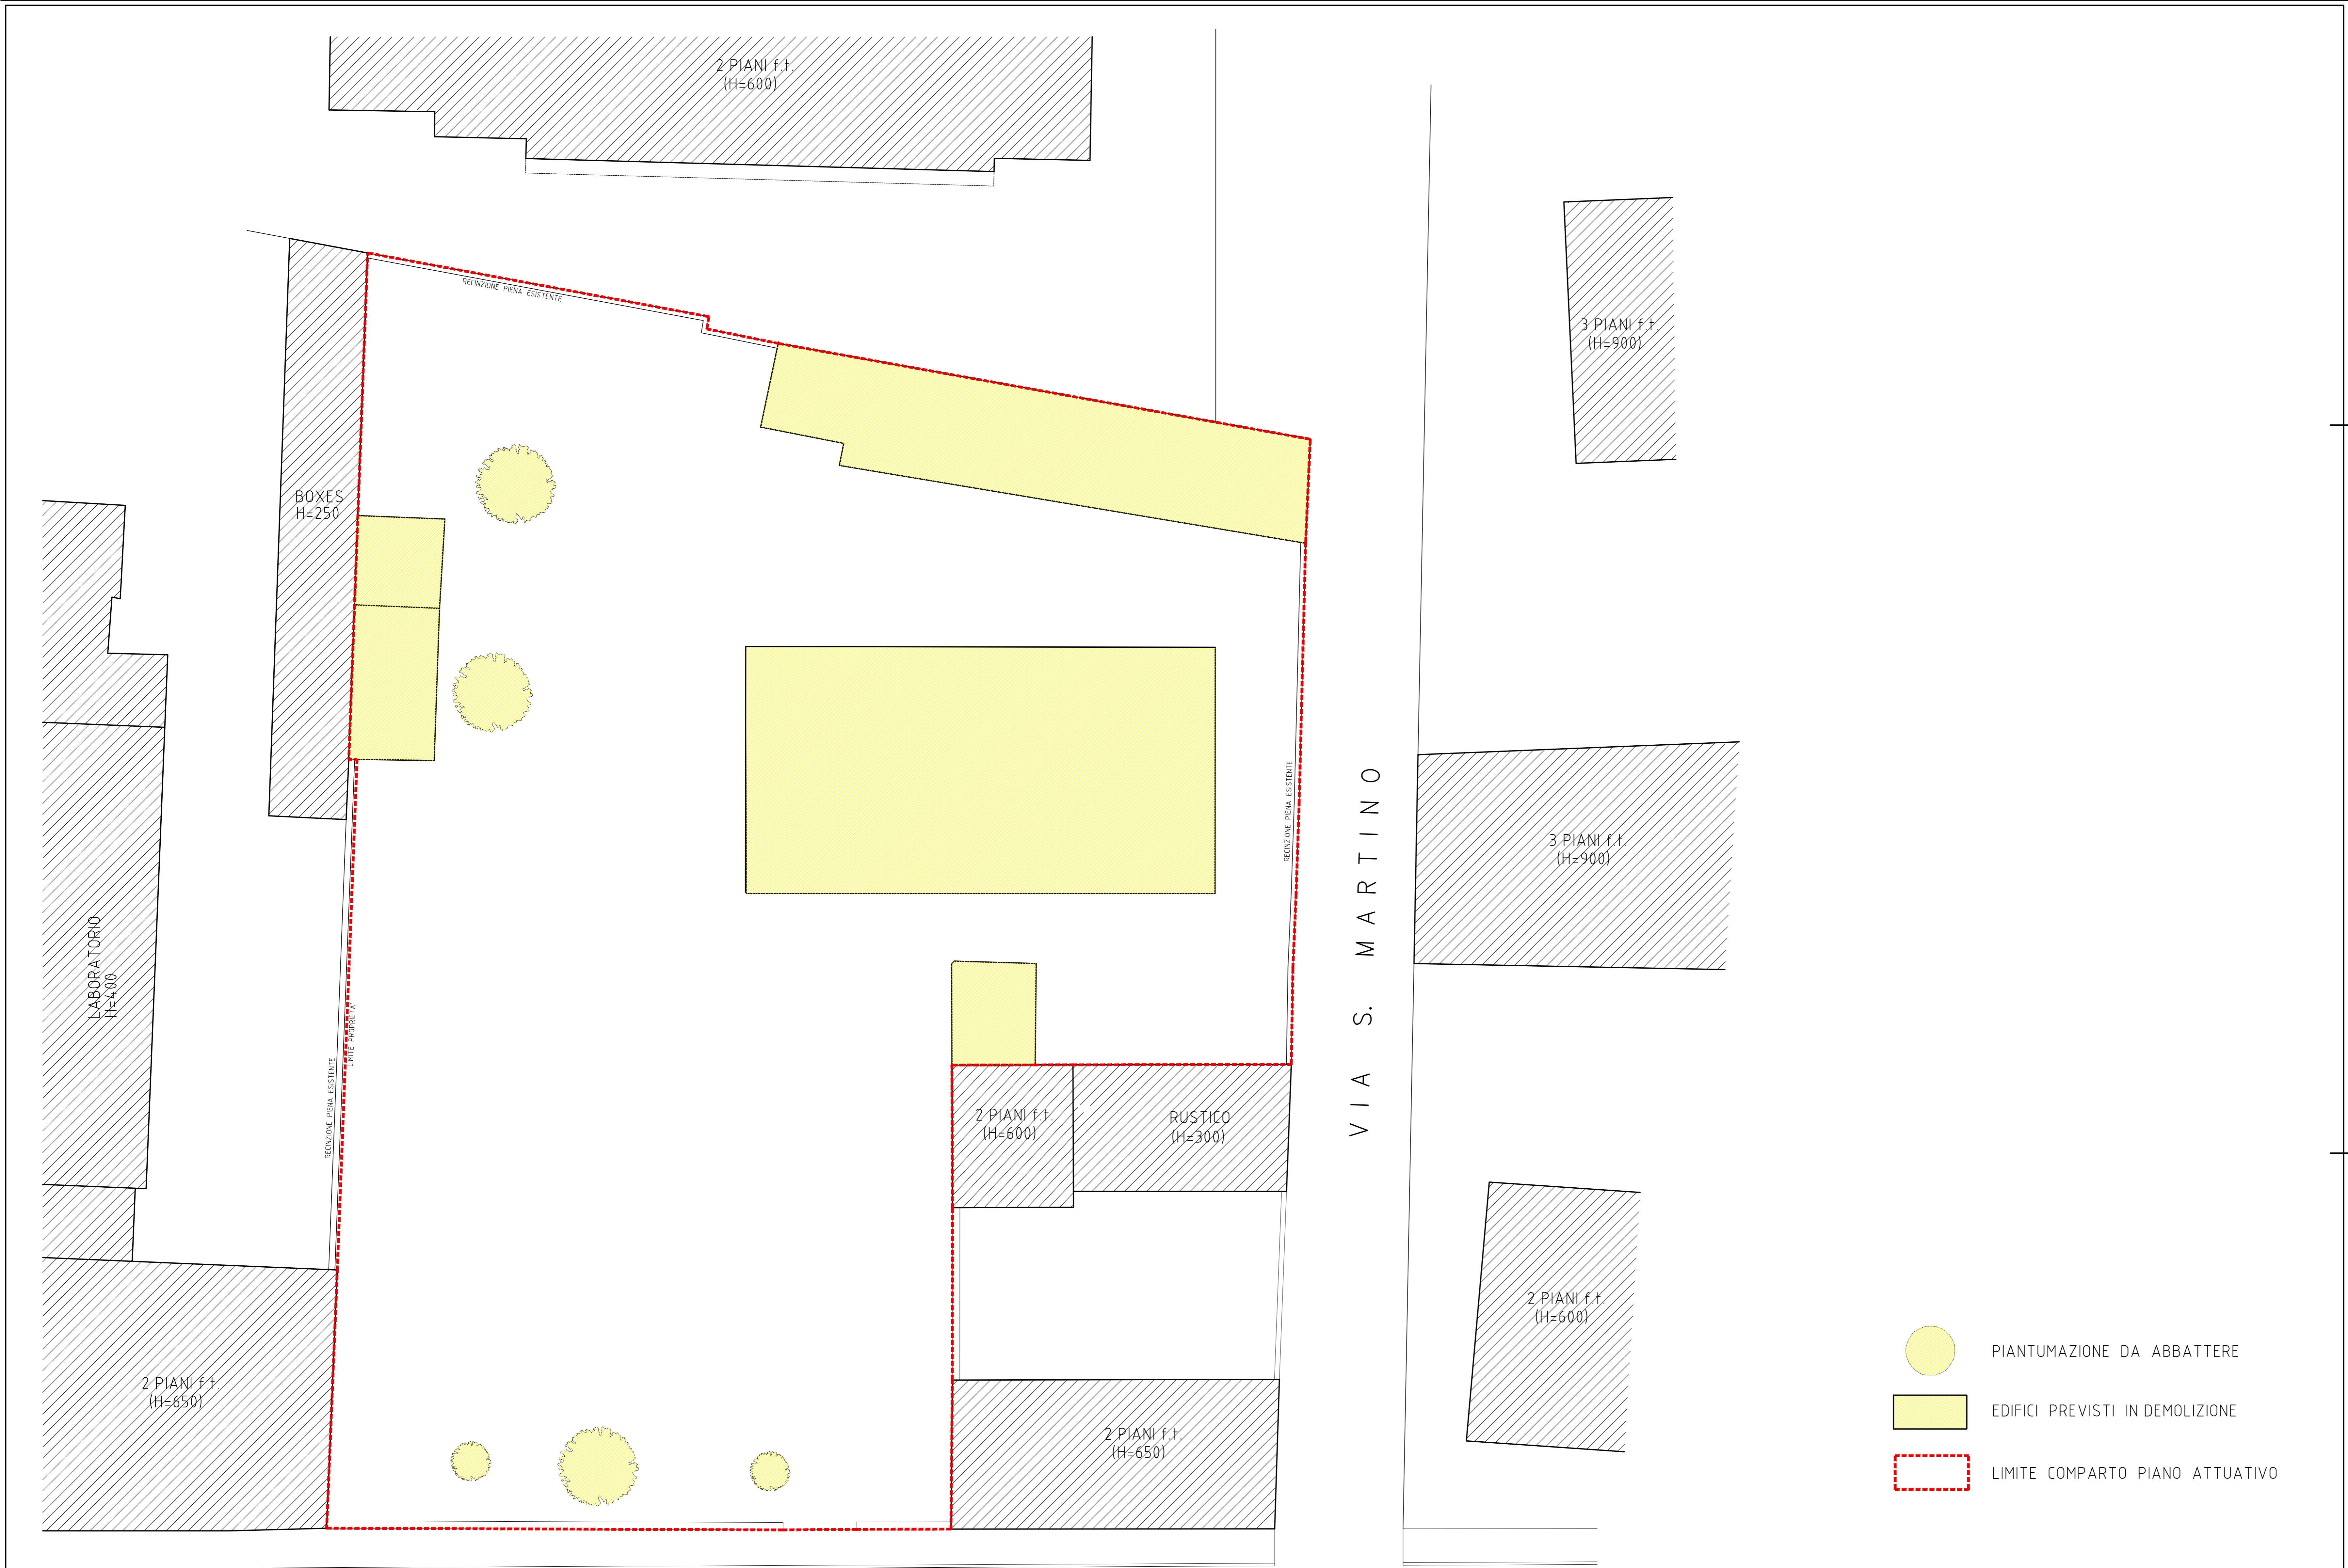 2 PIANI f.t.
(H=600)
RECINZIONE PIENA ESISTENTE
3 PIANI f.t.
(H=900)
BOXES
H=250
RECINZIONE PIENA ESISTENTE
VIA S. MARTINO
3 PIANI f.t.
(H=900)
LABORATORIO
H=400
LIMITE PROPRIETA'
RECINZIONE PIENA ESISTENTE
2 PIANI f.t.
(H=600)
RUSTICO
(H=300)
2 PIANI f.t.
(H=600)
2 PIANI f.t.
(H=650)
2 PIANI f.t.
(H=650)
PIANTUMAZIONE DA ABBATTERE
EDIFICI PREVISTI IN DEMOLIZIONE
LIMITE COMPARTO PIANO ATTUATIVO